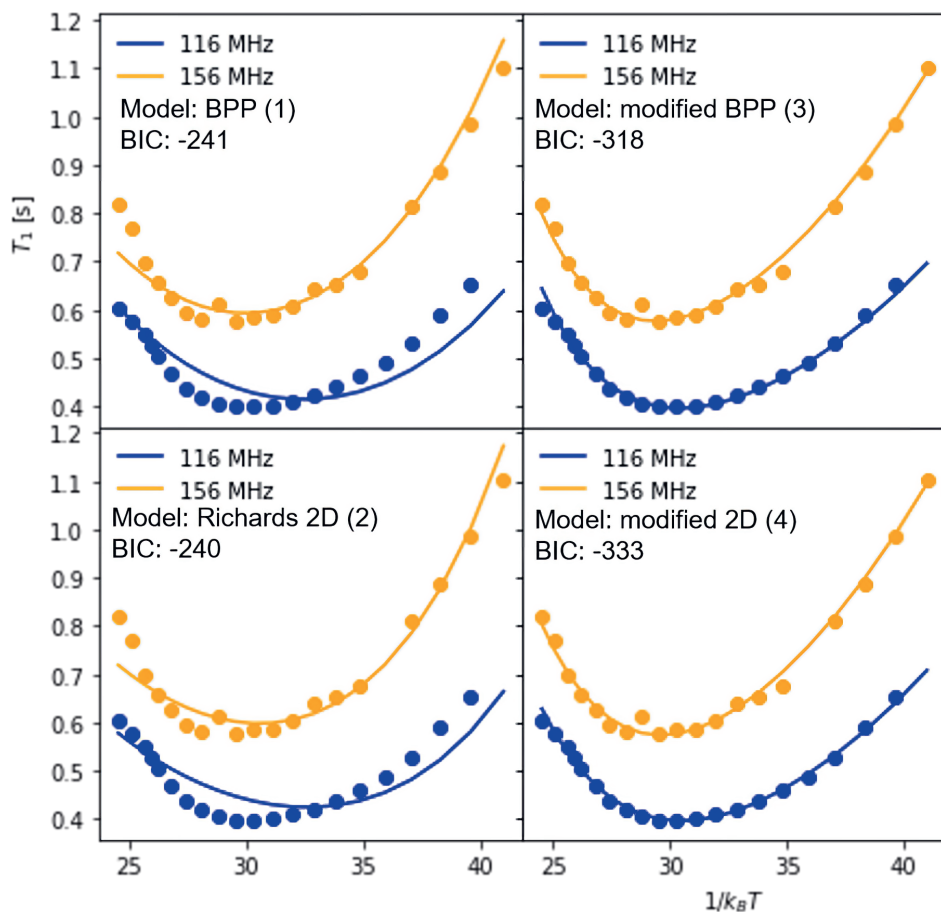 1.2
1.1
1.0
0.9
0.8
0.7
0.6
0.5
0.4
T₁ [s]
116 MHz
156 MHz
Model: BPP (1)
BIC: -241
116 MHz
156 MHz
Model: modified BPP (3)
BIC: -318
1.2
1.1
1.0
0.9
0.8
0.7
0.6
0.5
0.4
116 MHz
156 MHz
Model: Richards 2D (2)
BIC: -240
116 MHz
156 MHz
Model: modified 2D (4)
BIC: -333
25 30 35 40
25 30 35 40
1/k_BT